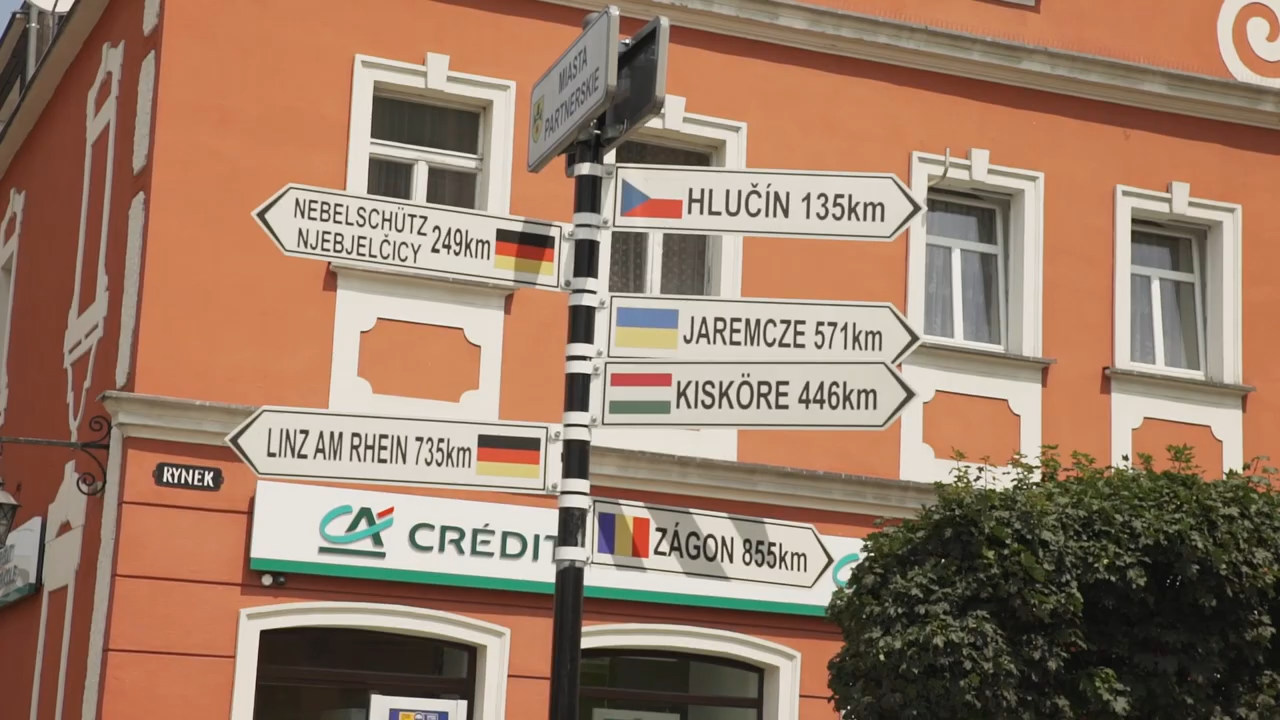 MIASTA
PARTNERSKIE
HLUČÍN 135km
NEBELSCHÜTZ
NJEBJELČICY 249km
JAREMCZE 571km
KISKÖRE 446km
LINZ AM RHEIN 735km
RYNEK
CRÉDIT
ZÁGON 855km